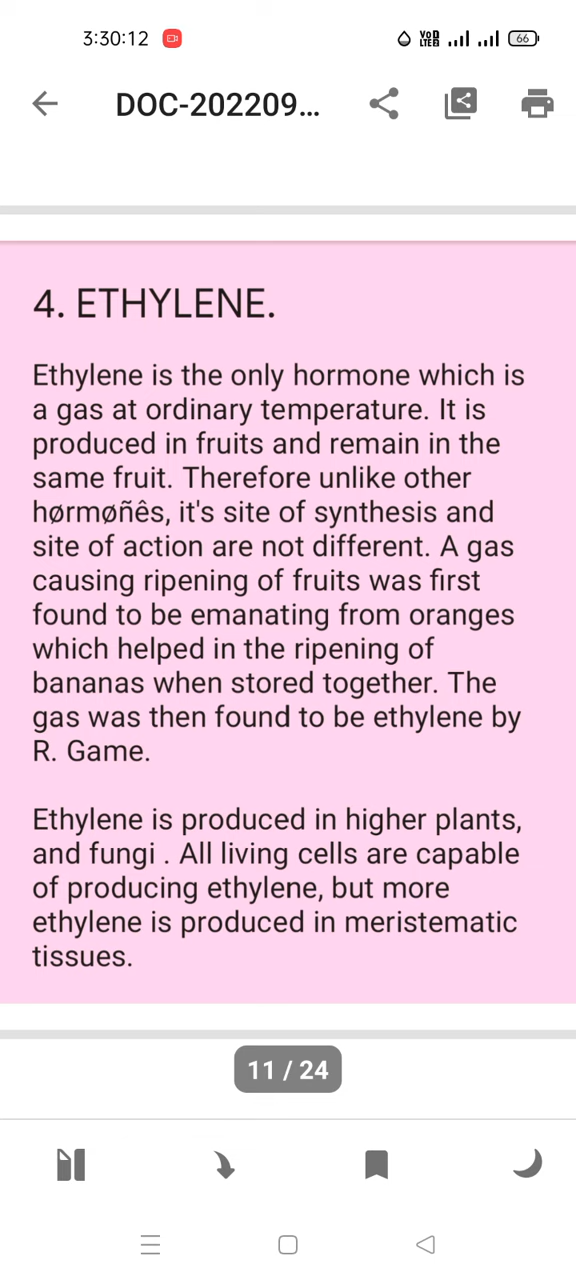 3:30:12
VoD LTE2 66
DOC-202209...
4. ETHYLENE.
Ethylene is the only hormone which is
a gas at ordinary temperature. It is
produced in fruits and remain in the
same fruit. Therefore unlike other
hørmøñês, it's site of synthesis and
site of action are not different. A gas
causing ripening of fruits was first
found to be emanating from oranges
which helped in the ripening of
bananas when stored together. The
gas was then found to be ethylene by
R. Game.
Ethylene is produced in higher plants,
and fungi . All living cells are capable
of producing ethylene, but more
ethylene is produced in meristematic
tissues.
11 / 24